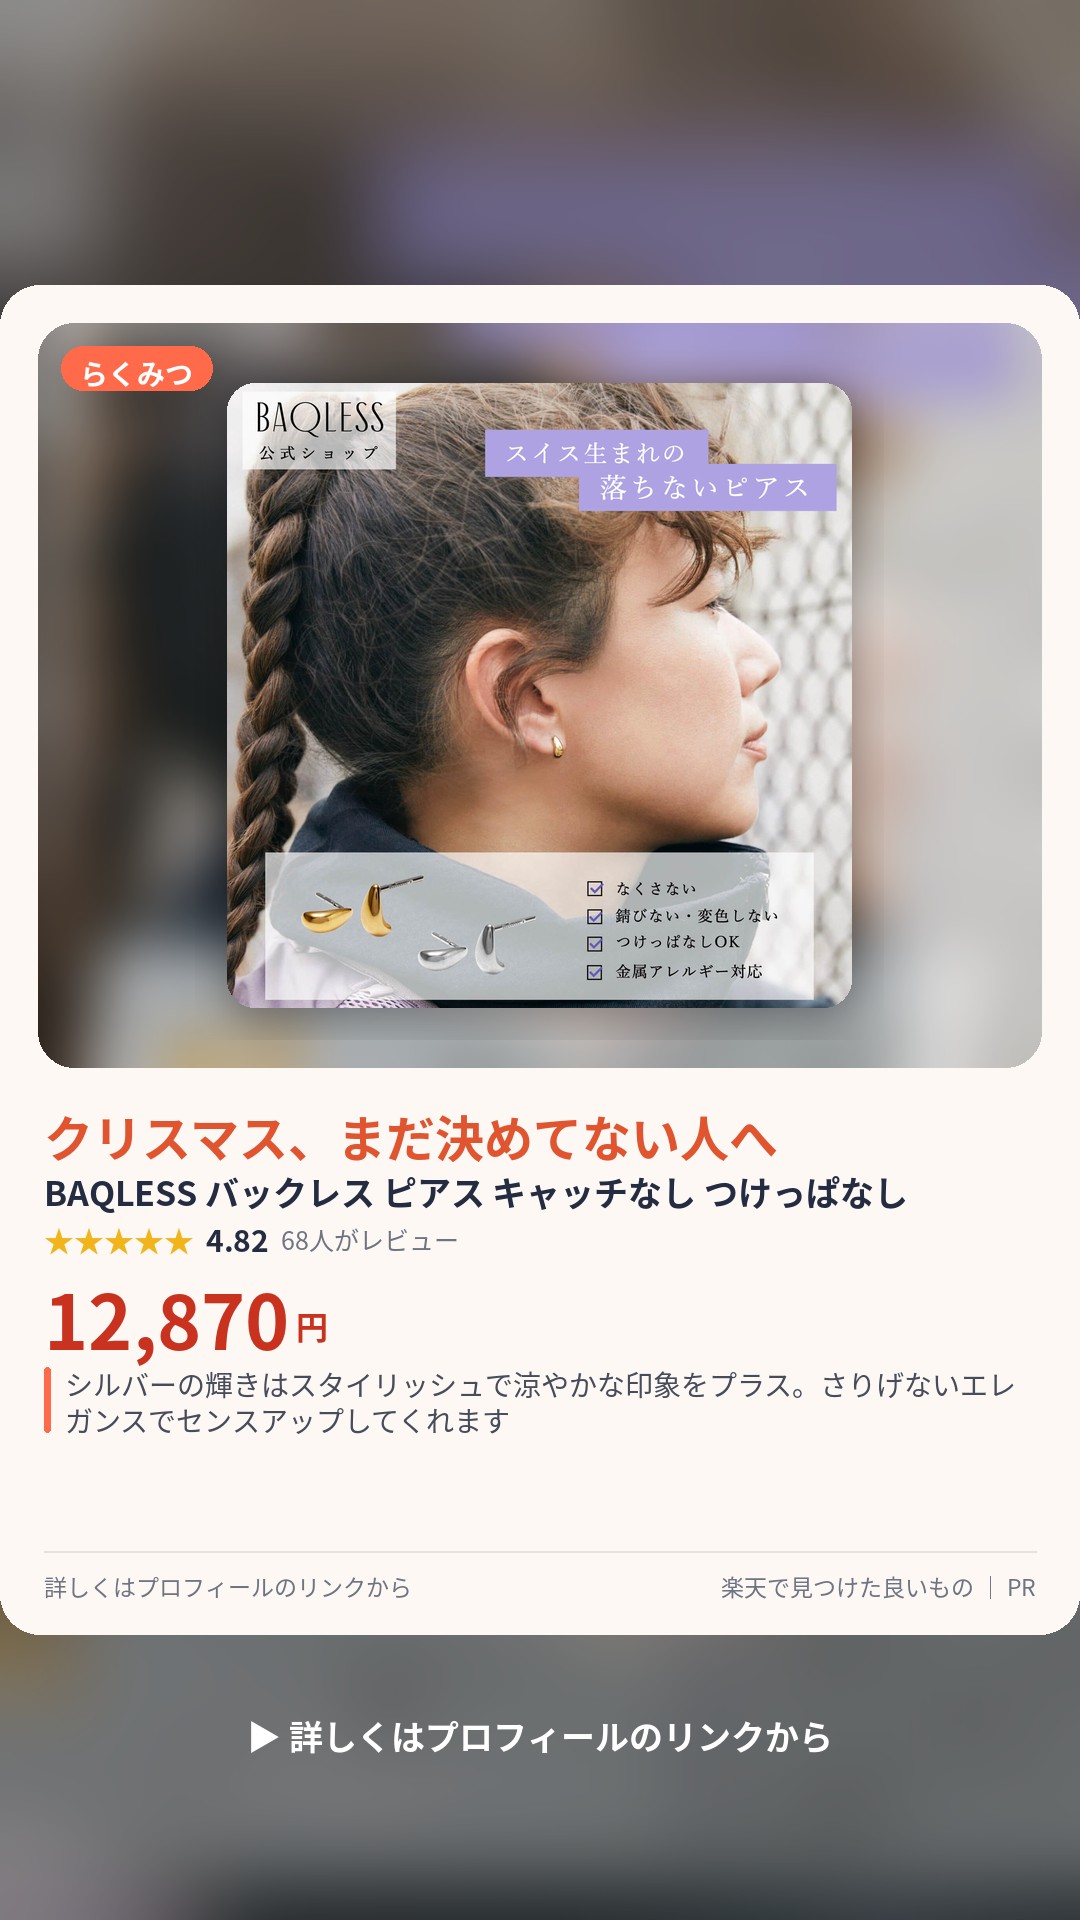 らくみつ
BAQLESS
公式ショップ
スイス生まれの
落ちないピアス
なくさない
錆びない・変色しない
つけっぱなしOK
金属アレルギー対応
クリスマス、まだ決めてない人へ
BAQLESS バックレス ピアス キャッチなし つけっぱなし
★★★★★ 4.82 68人がレビュー
12,870円
シルバーの輝きはスタイリッシュで涼やかな印象をプラス。さりげないエレ
ガンスでセンスアップしてくれます
詳しくはプロフィールのリンクから
楽天で見つけた良いもの｜PR
▶ 詳しくはプロフィールのリンクから